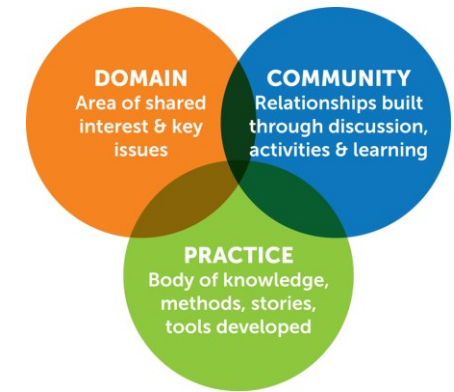 DOMAIN
Area of shared
interest & key
issues
COMMUNITY
Relationships built
through discussion,
activities & learning
PRACTICE
Body of knowledge,
methods, stories,
tools developed